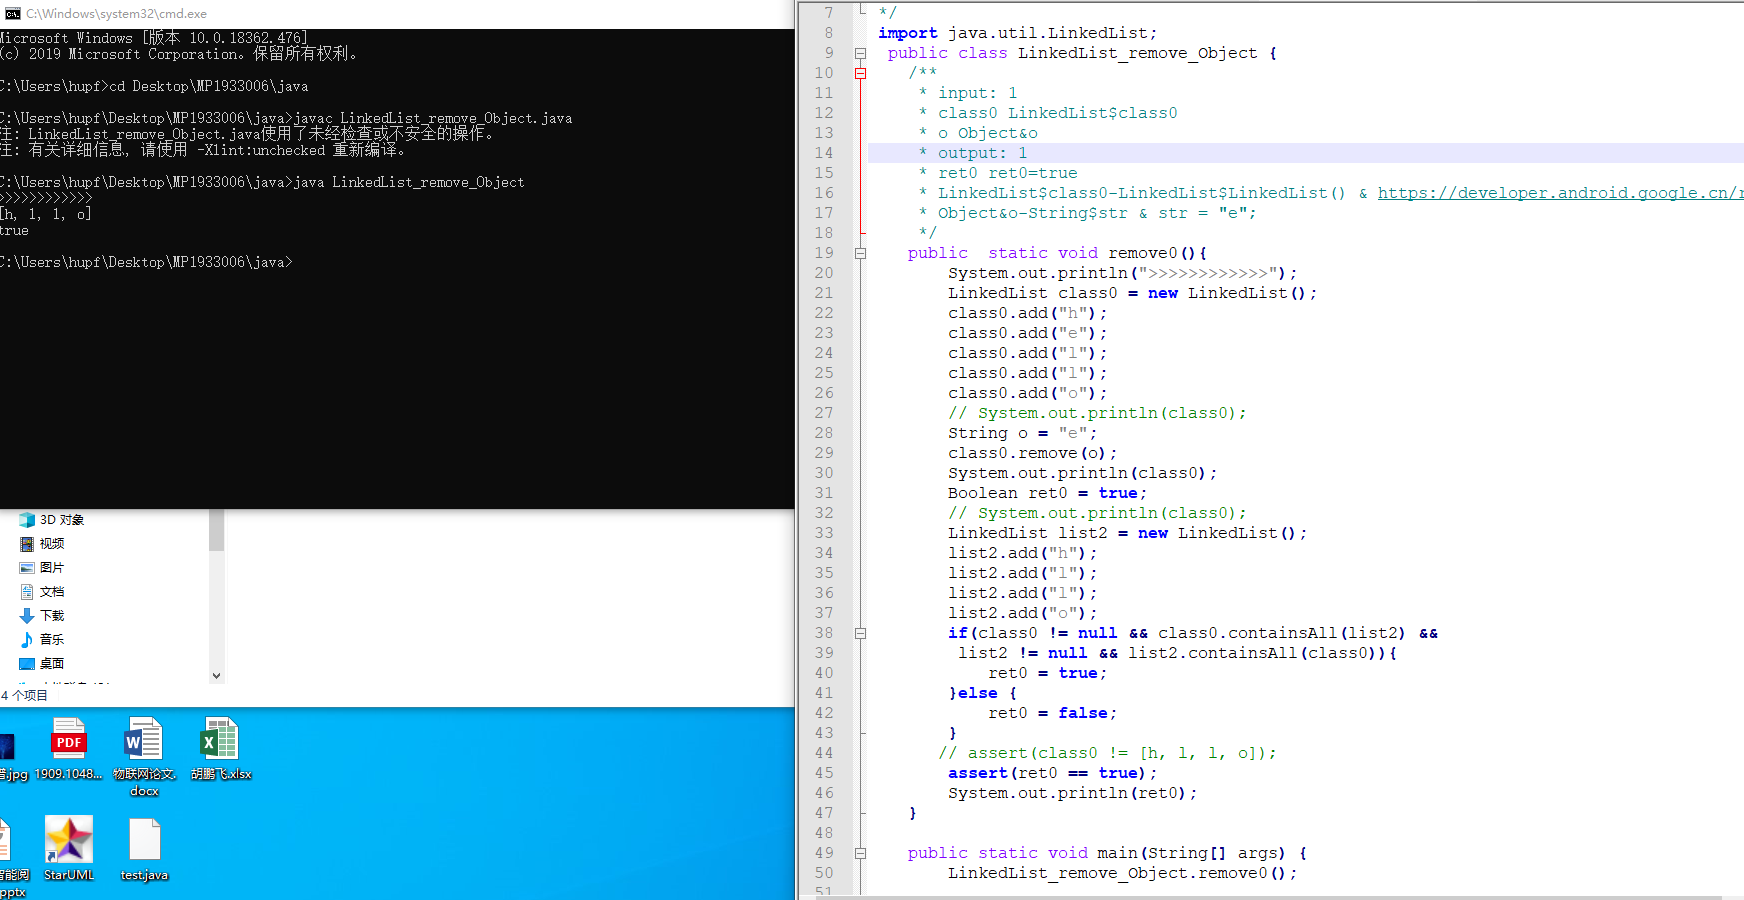 C:\Windows\system32\cmd.exe
Microsoft Windows [版本 10.0.18362.476]
(c) 2019 Microsoft Corporation。保留所有权利。
C:\Users\hupf>cd Desktop\MP1933006\java
C:\Users\hupf\Desktop\MP1933006\java>javac LinkedList_remove_Object.java
注: LinkedList_remove_Object.java使用了未经检查或不安全的操作。
注: 有关详细信息, 请使用 -Xlint:unchecked 重新编译。
C:\Users\hupf\Desktop\MP1933006\java>java LinkedList_remove_Object
>>>>>>>>>>>>
[h, l, l, o]
true
C:\Users\hupf\Desktop\MP1933006\java>
3D 对象
视频
图片
文档
下载
音乐
桌面
4 个项目
.jpg
1909.1048...
物联网论文.
docx
胡鹏飞.xlsx
PDF
StarUML
test.java
pptx
7 */
8 import java.util.LinkedList;
9 public class LinkedList_remove_Object {
10 /**
11 * input: 1
12 * class0 LinkedList$class0
13 * o Object&o
14 * output: 1
15 * ret0 ret0=true
16 * LinkedList$class0-LinkedList$LinkedList() & https://developer.android.google.cn/r
17 * Object&o-String$str & str = "e";
18 */
19 public  static void remove0(){
20 System.out.println(">>>>>>>>>>>>");
21 LinkedList class0 = new LinkedList();
22 class0.add("h");
23 class0.add("e");
24 class0.add("l");
25 class0.add("l");
26 class0.add("o");
27 // System.out.println(class0);
28 String o = "e";
29 class0.remove(o);
30 System.out.println(class0);
31 Boolean ret0 = true;
32 // System.out.println(class0);
33 LinkedList list2 = new LinkedList();
34 list2.add("h");
35 list2.add("l");
36 list2.add("l");
37 list2.add("o");
38 if(class0 != null && class0.containsAll(list2) &&
39 list2 != null && list2.containsAll(class0)){
40 ret0 = true;
41 }else {
42 ret0 = false;
43 }
44 // assert(class0 != [h, l, l, o]);
45 assert(ret0 == true);
46 System.out.println(ret0);
47 }
48
49 public static void main(String[] args) {
50 LinkedList_remove_Object.remove0();
51